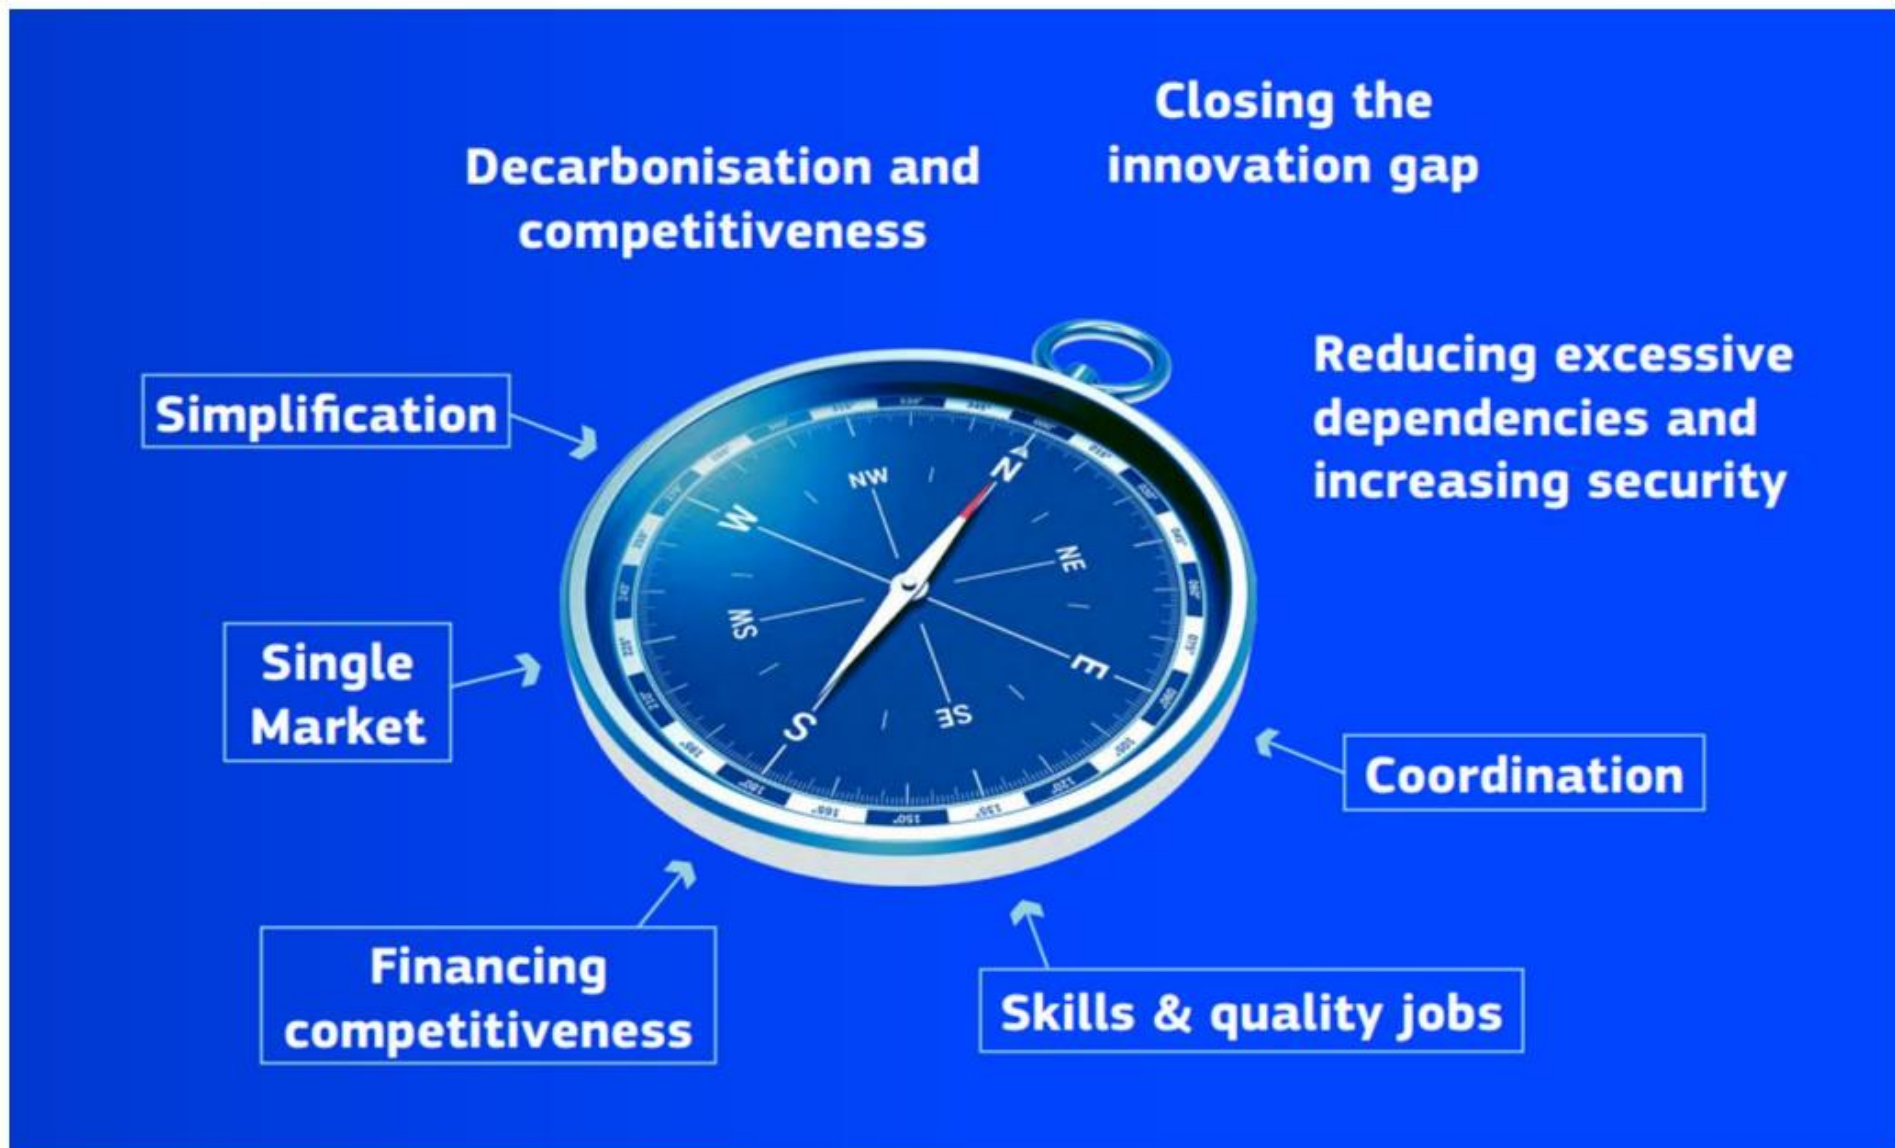 Closing the
innovation gap
Decarbonisation and
competitiveness
Reducing excessive
dependencies and
increasing security
Simplification
Single
Market
Coordination
Financing
competitiveness
Skills & quality jobs
N
NE
E
SE
S
SW
W
NW